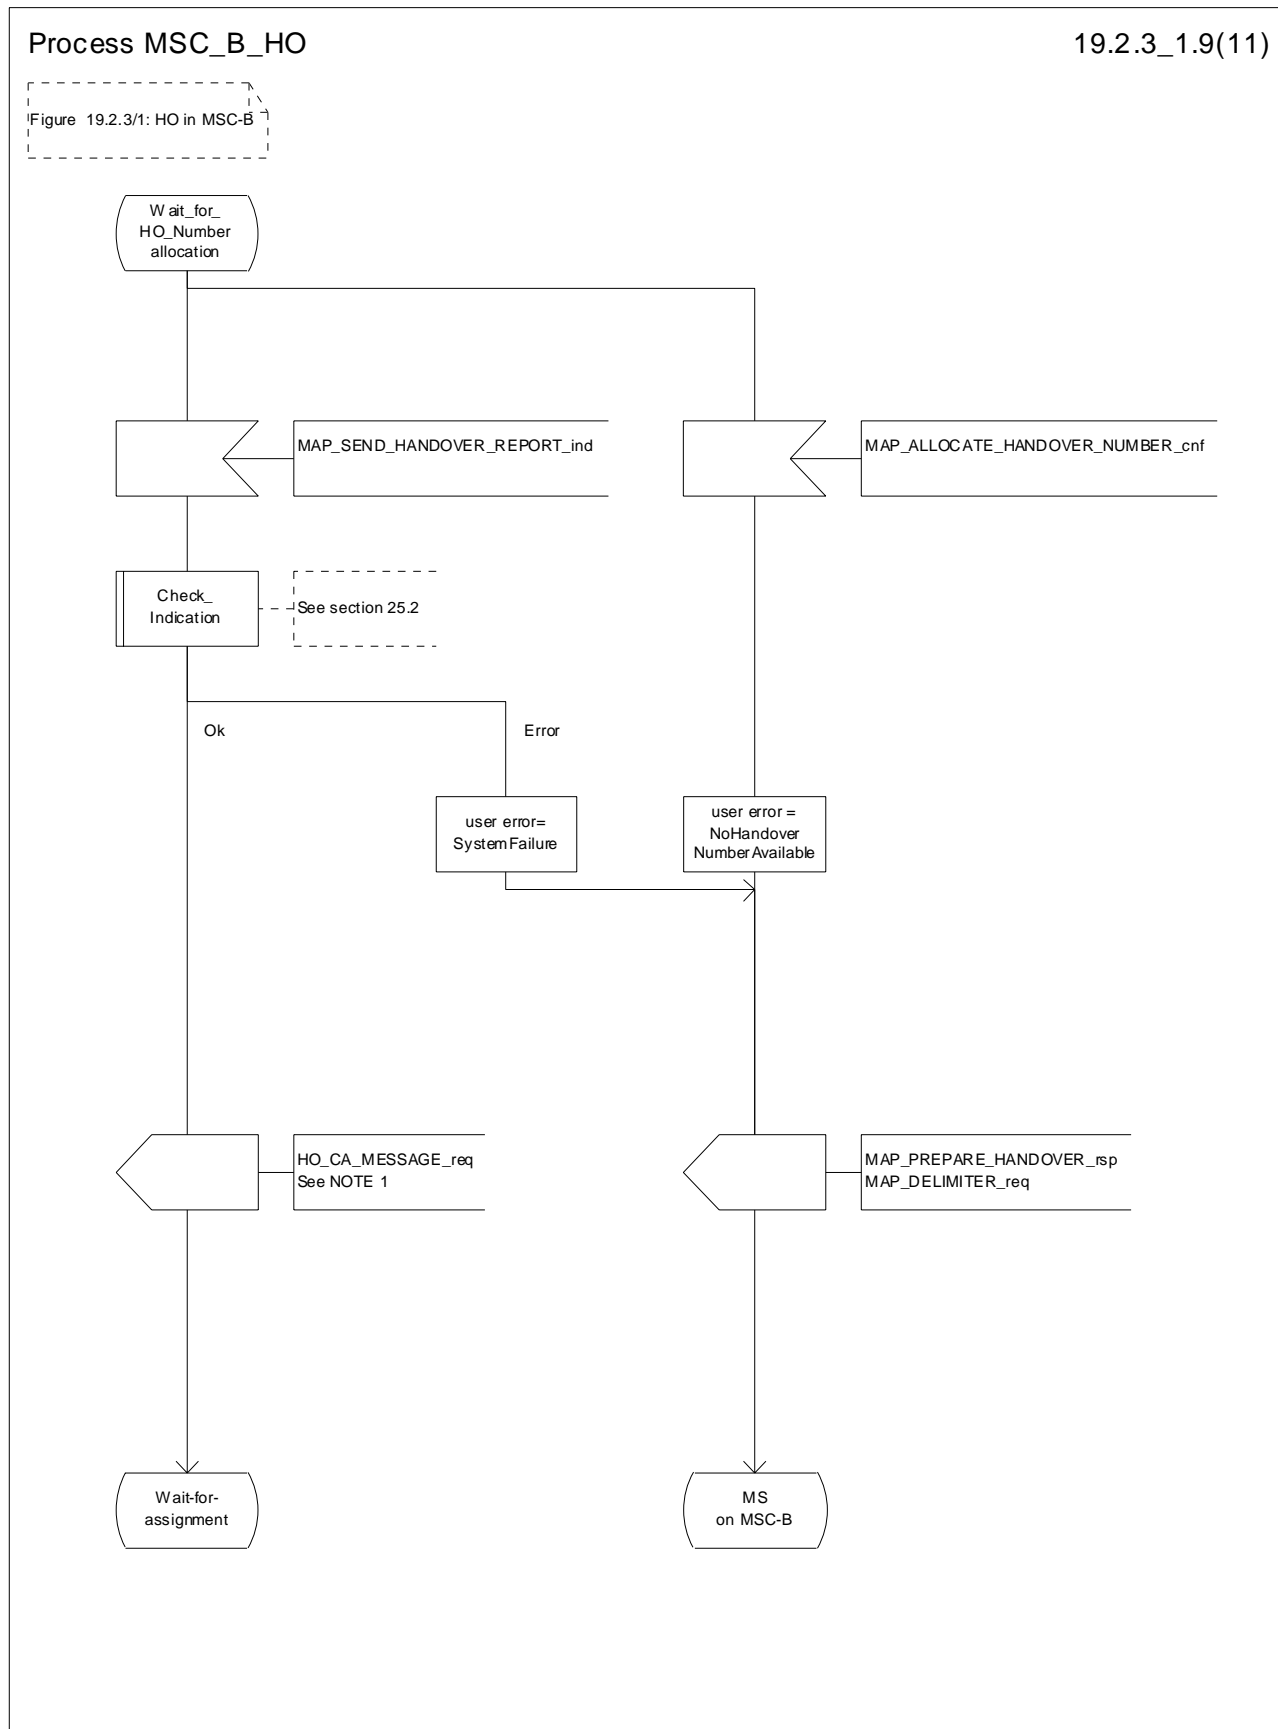 Process MSC_B_HO
19.2.3_1.9(11)
Figure 19.2.3/1: HO in MSC-B
Wait_for_
HO_Number
allocation
MAP_SEND_HANDOVER_REPORT_ind
MAP_ALLOCATE_HANDOVER_NUMBER_cnf
Check_
Indication
See section 25.2
Ok
Error
user error=
SystemFailure
user error =
NoHandover
NumberAvailable
HO_CA_MESSAGE_req
See NOTE 1
MAP_PREPARE_HANDOVER_rsp
MAP_DELIMITER_req
Wait-for-
assignment
MS
on MSC-B